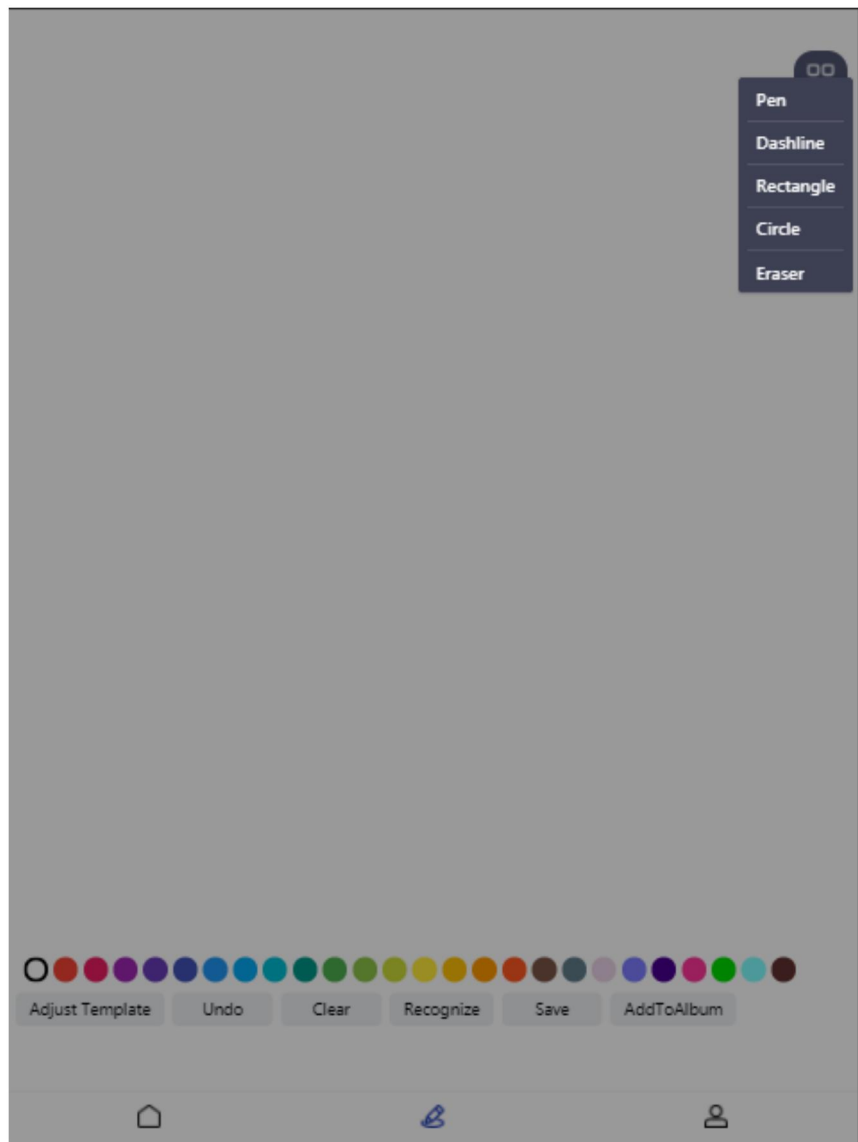 Pen
Dashline
Rectangle
Circle
Eraser
Adjust Template Undo Clear Recognize Save AddToAlbum